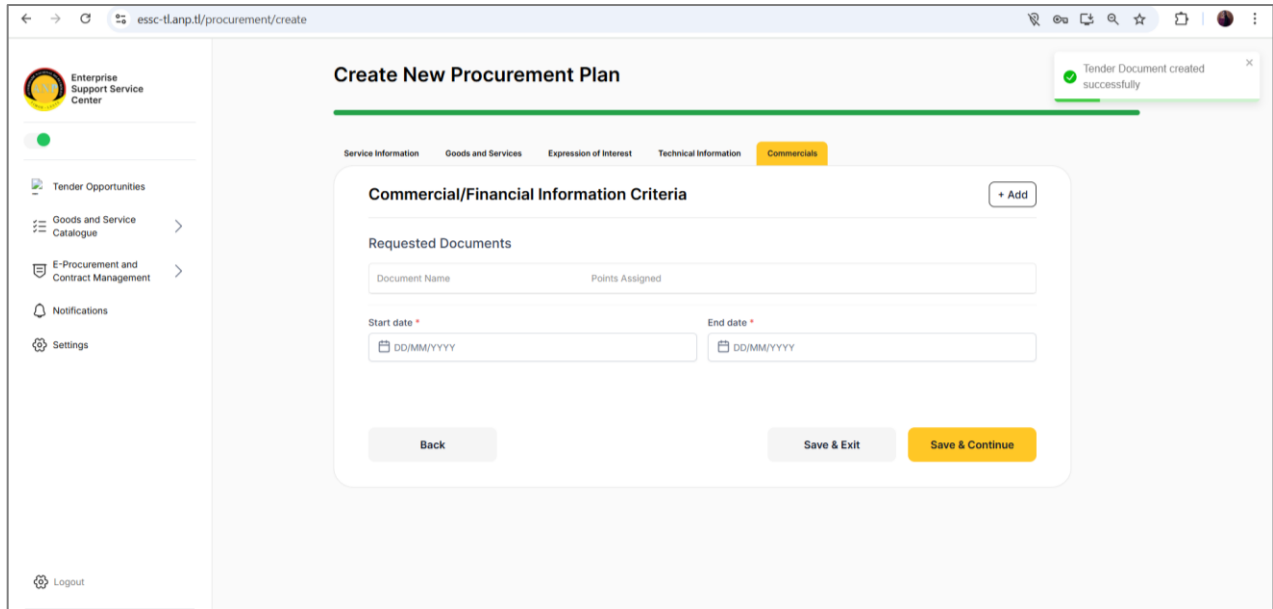 essc-tl.anp.tl/procurement/create
Enterprise
Support Service
Center
Create New Procurement Plan
Tender Document created
successfully
Service Information Goods and Services Expression of Interest Technical Information Commercials
Tender Opportunities
Goods and Service
Catalogue
E-Procurement and
Contract Management
Notifications
Settings
Logout
Commercial/Financial Information Criteria
+ Add
Requested Documents
Document Name Points Assigned
Start date * End date *
DD/MM/YYYY DD/MM/YYYY
Back Save & Exit Save & Continue